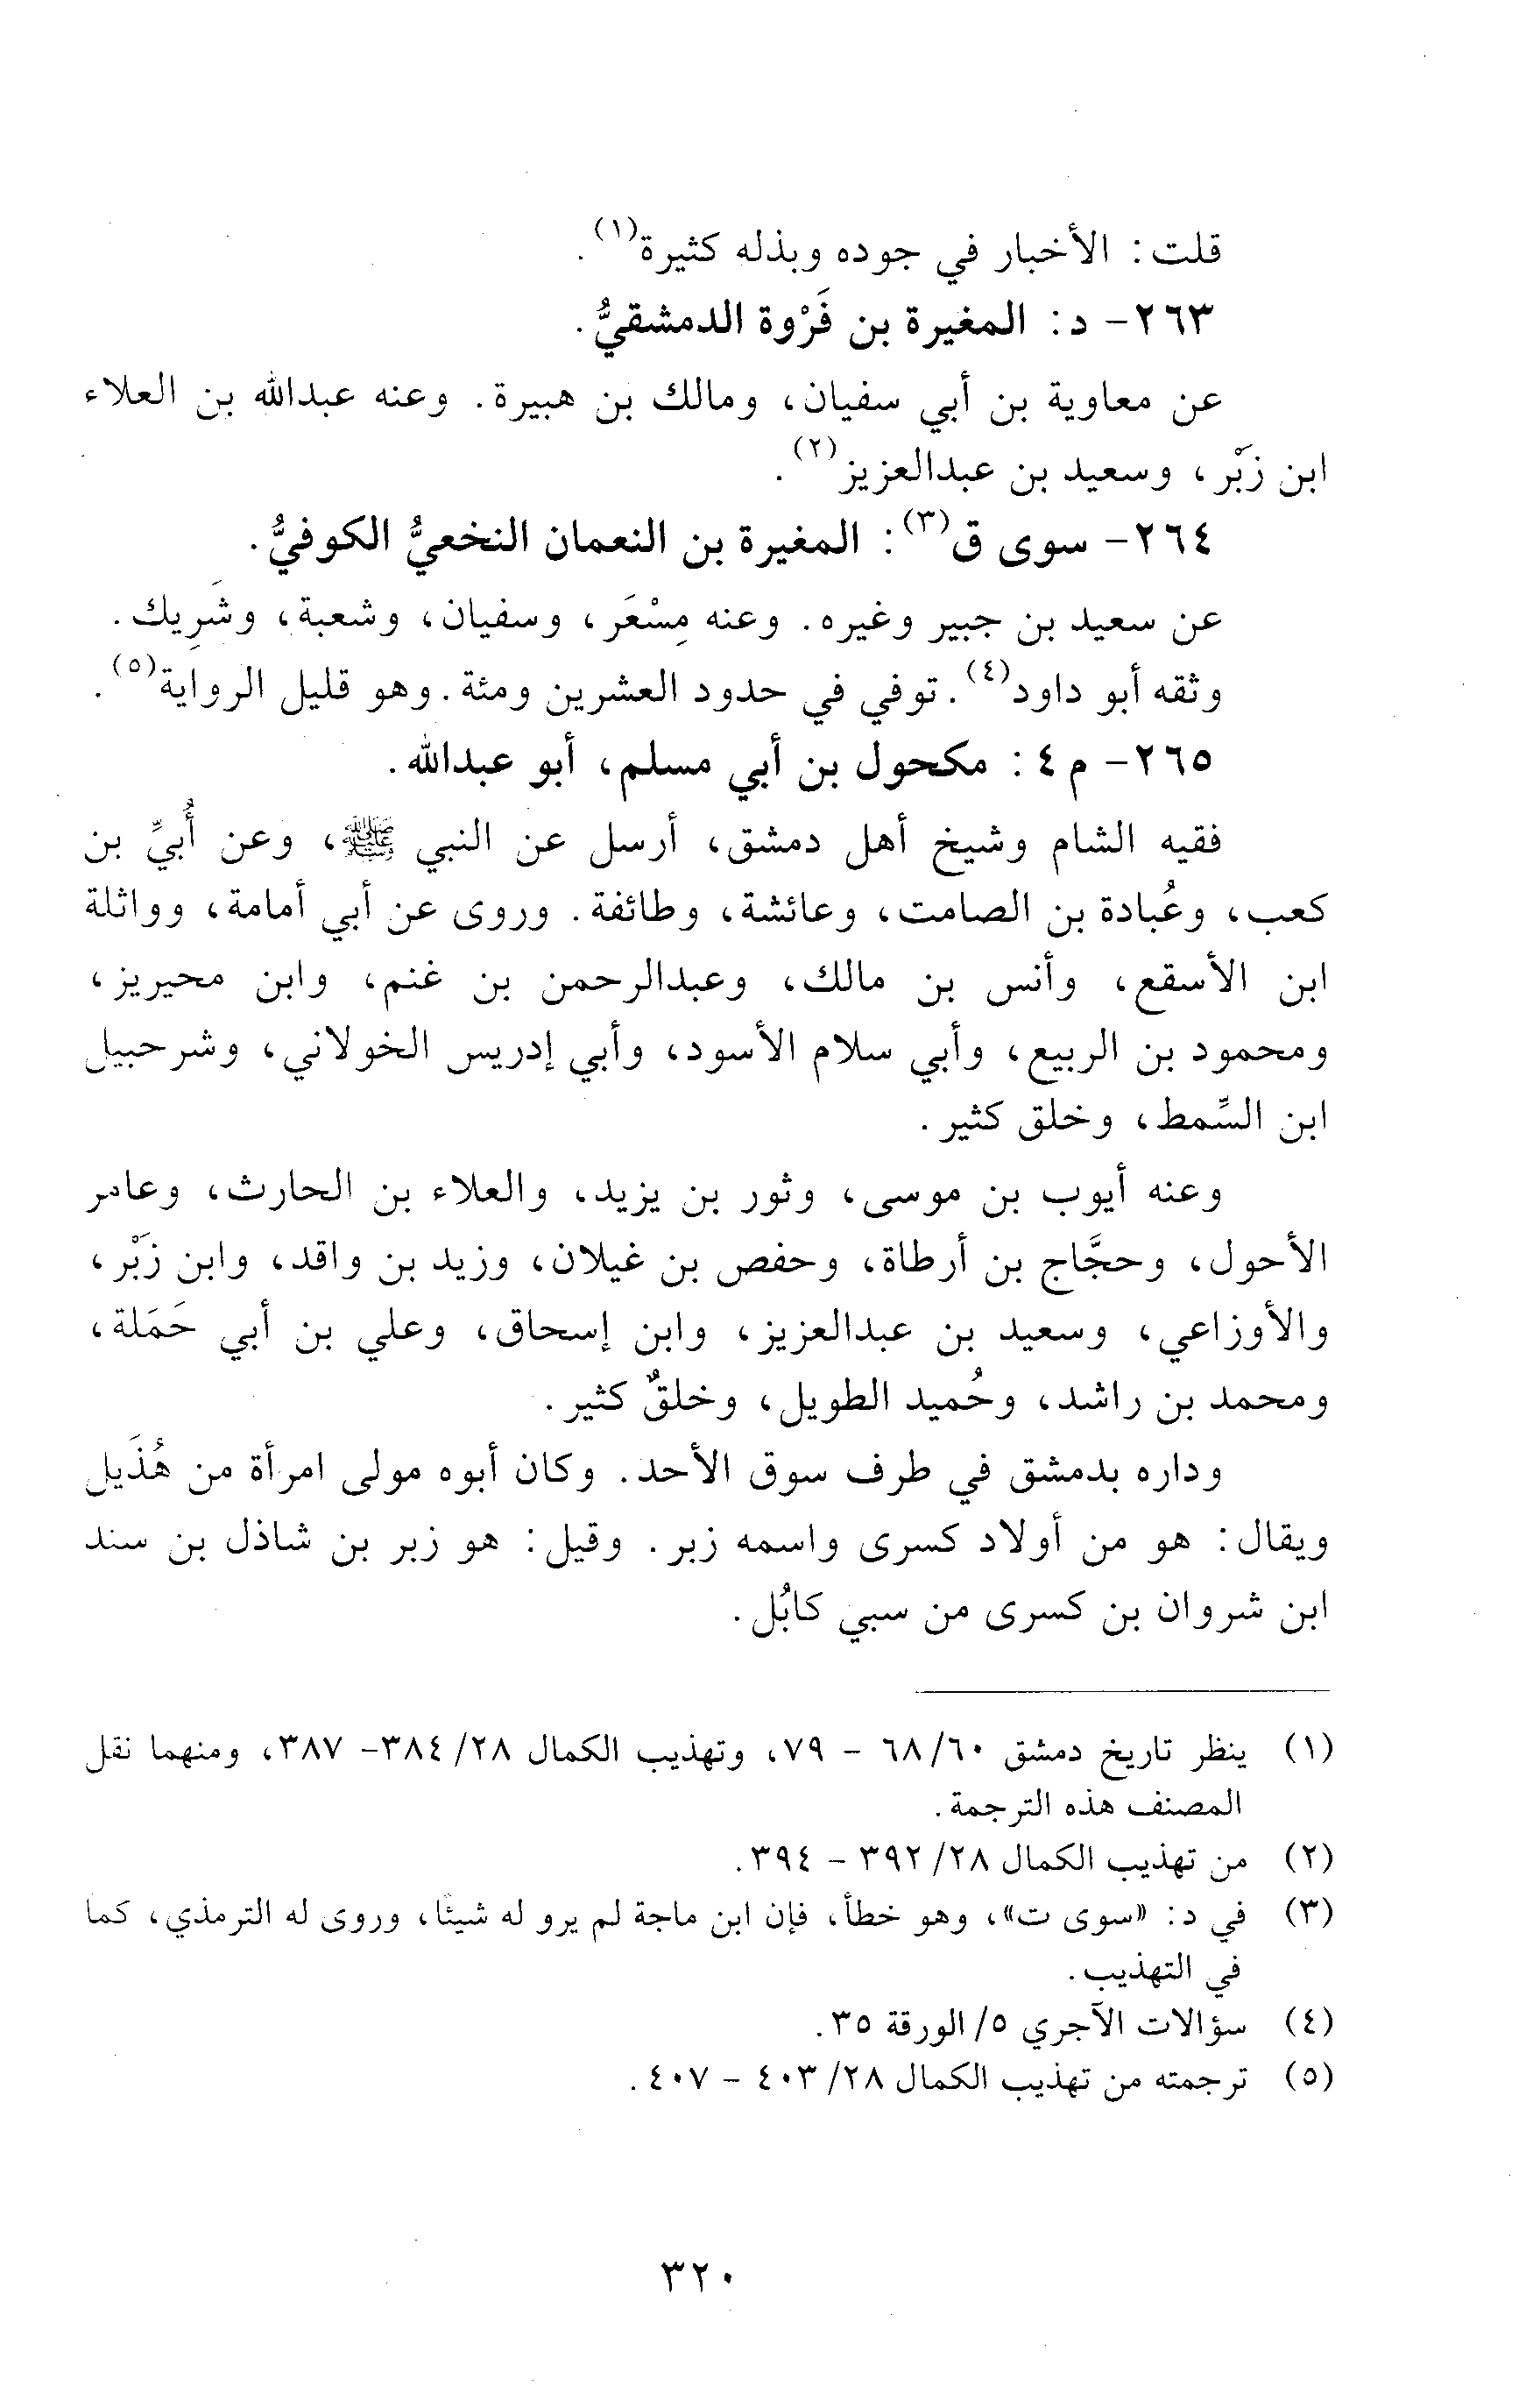 قلت: الأخبار في جوده وبذله كثيرة(١).
٢٦٣- د: المغيرة بن فَرْوة الدمشقيُّ.
عن معاوية بن أبي سفيان، ومالك بن هبيرة. وعنه عبدالله بن العلاء
ابن زَبْر، وسعيد بن عبدالعزيز(٢).
٢٦٤- سوى ق(٣): المغيرة بن النعمان النخعيُّ الكوفيُّ.
عن سعيد بن جبير وغيره. وعنه مِسْعَر، وسفيان، وشعبة، وشَرِيك.
وثقه أبو داود(٤). توفي في حدود العشرين ومئة. وهو قليل الرواية(٥).
٢٦٥- م ٤: مكحول بن أبي مسلم، أبو عبدالله.
فقيه الشام وشيخ أهل دمشق، أرسل عن النبي ﷺ، وعن أُبيِّ بن
كعب، وعُبادة بن الصامت، وعائشة، وطائفة. وروى عن أبي أمامة، وواثلة
ابن الأسقع، وأنس بن مالك، وعبدالرحمن بن غنم، وابن محيريز،
ومحمود بن الربيع، وأبي سلام الأسود، وأبي إدريس الخولاني، وشرحبيل
ابن السِّمط، وخلق كثير.
وعنه أيوب بن موسى، وثور بن يزيد، والعلاء بن الحارث، وعامر
الأحول، وحجَّاج بن أرطاة، وحفص بن غيلان، وزيد بن واقد، وابن زَبْر،
والأوزاعي، وسعيد بن عبدالعزيز، وابن إسحاق، وعلي بن أبي حَمَلة،
ومحمد بن راشد، وحُميد الطويل، وخلقٌ كثير.
وداره بدمشق في طرف سوق الأحد. وكان أبوه مولى امرأة من هُذَيل
ويقال: هو من أولاد كسرى واسمه زبر. وقيل: هو زبر بن شاذل بن سند
ابن شروان بن كسرى من سبي كابُل.
(١) ينظر تاريخ دمشق ٦٠/ ٦٨ - ٧٩، وتهذيب الكمال ٢٨/ ٣٨٤- ٣٨٧، ومنهما نقل
المصنف هذه الترجمة.
(٢) من تهذيب الكمال ٢٨/ ٣٩٢ - ٣٩٤.
(٣) في د: «سوى ت»، وهو خطأ، فإن ابن ماجة لم يرو له شيئًا، وروى له الترمذي، كما
في التهذيب.
(٤) سؤالات الآجري ٥/ الورقة ٣٥.
(٥) ترجمته من تهذيب الكمال ٢٨/ ٤٠٣ - ٤٠٧.
٣٢٠